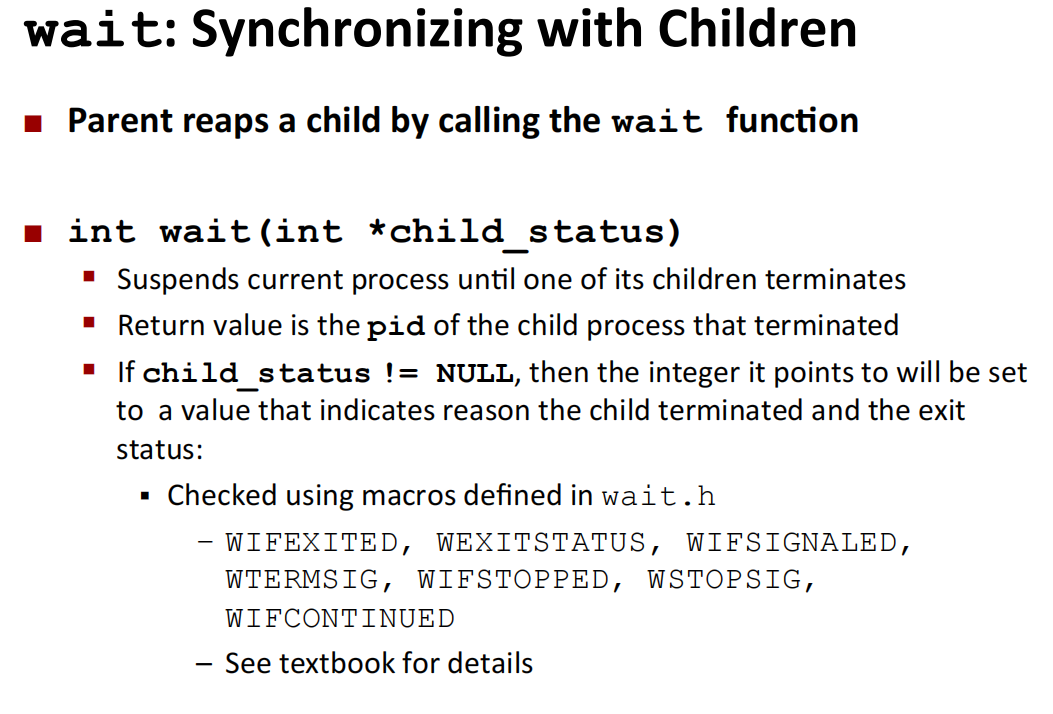 wait: Synchronizing with Children
■ Parent reaps a child by calling the wait function
■ int wait(int *child_status)
▪ Suspends current process until one of its children terminates
▪ Return value is the pid of the child process that terminated
▪ If child_status != NULL, then the integer it points to will be set
to a value that indicates reason the child terminated and the exit
status:
▪ Checked using macros defined in wait.h
– WIFEXITED, WEXITSTATUS, WIFSIGNALED,
WTERMSIG, WIFSTOPPED, WSTOPSIG,
WIFCONTINUED
– See textbook for details